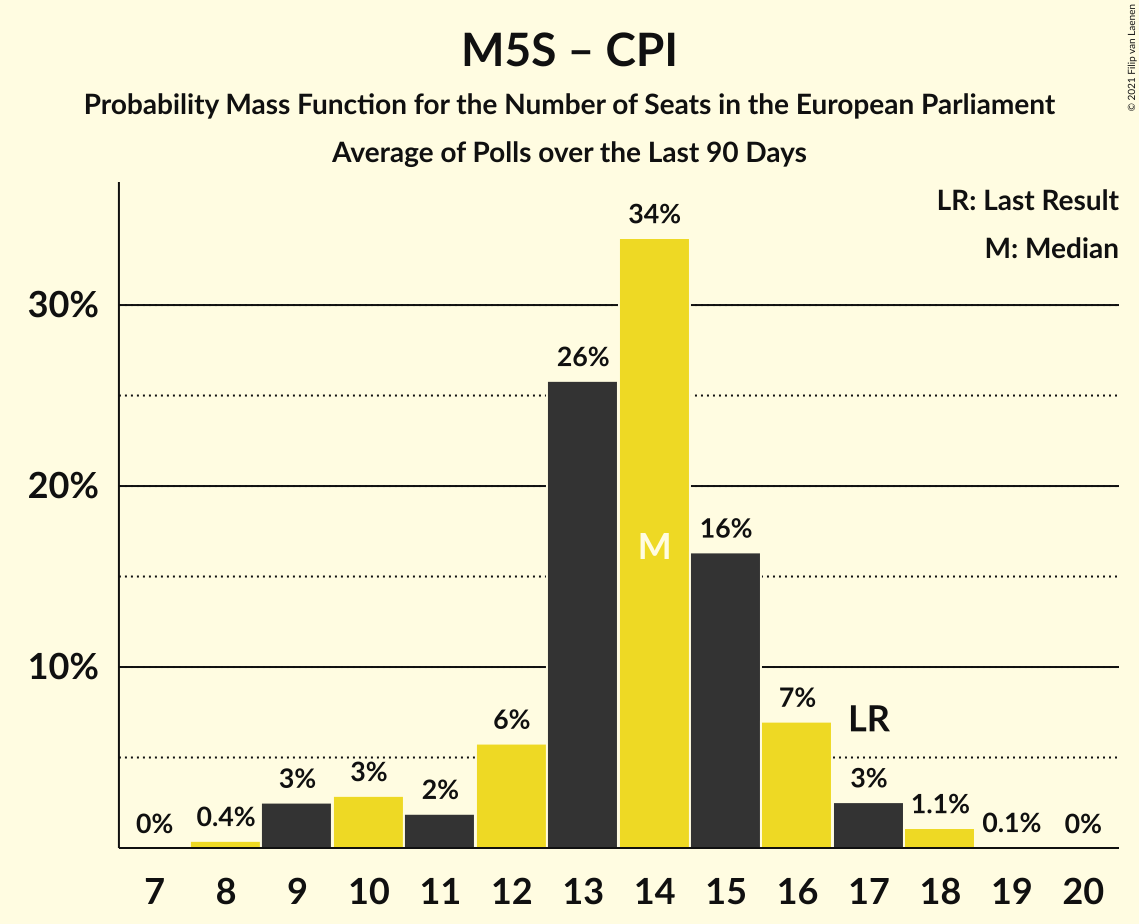 M5S – CPI
Probability Mass Function for the Number of Seats in the European Parliament
Average of Polls over the Last 90 Days
© 2021 Filip van Laenen
LR: Last Result
M: Median
30%
20%
10%
0%
0.4%
3%
3%
2%
6%
26%
34%
16%
7%
3%
1.1%
0.1%
0%
M
LR
7 8 9 10 11 12 13 14 15 16 17 18 19 20